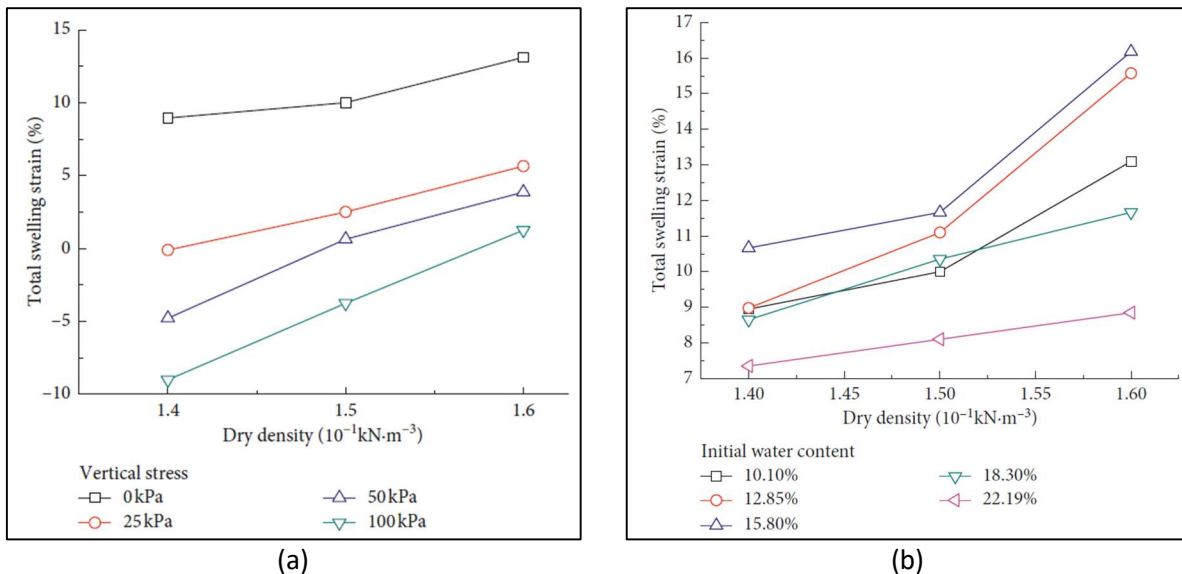 15
10
5
0
−5
−10
Total swelling strain (%)
1.4 1.5 1.6
Dry density (10⁻¹kN·m⁻³)
Vertical stress
0 kPa 50 kPa
25 kPa 100 kPa
(a)
16
15
14
13
12
11
10
9
8
7
Total swelling strain (%)
1.40 1.45 1.50 1.55 1.60
Dry density (10⁻¹kN·m⁻³)
Initial water content
10.10% 18.30%
12.85% 22.19%
15.80%
(b)